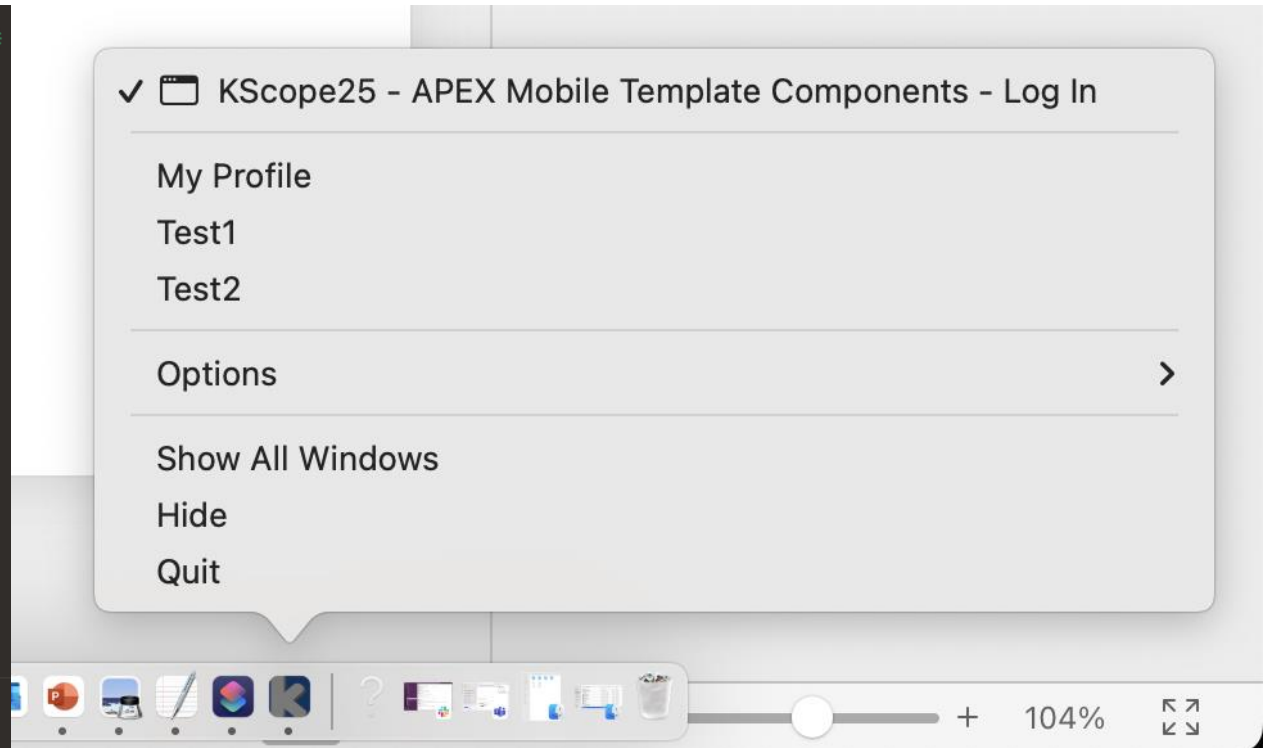 KScope25 - APEX Mobile Template Components - Log In
My Profile
Test1
Test2
Options
Show All Windows
Hide
Quit
P
?
104%